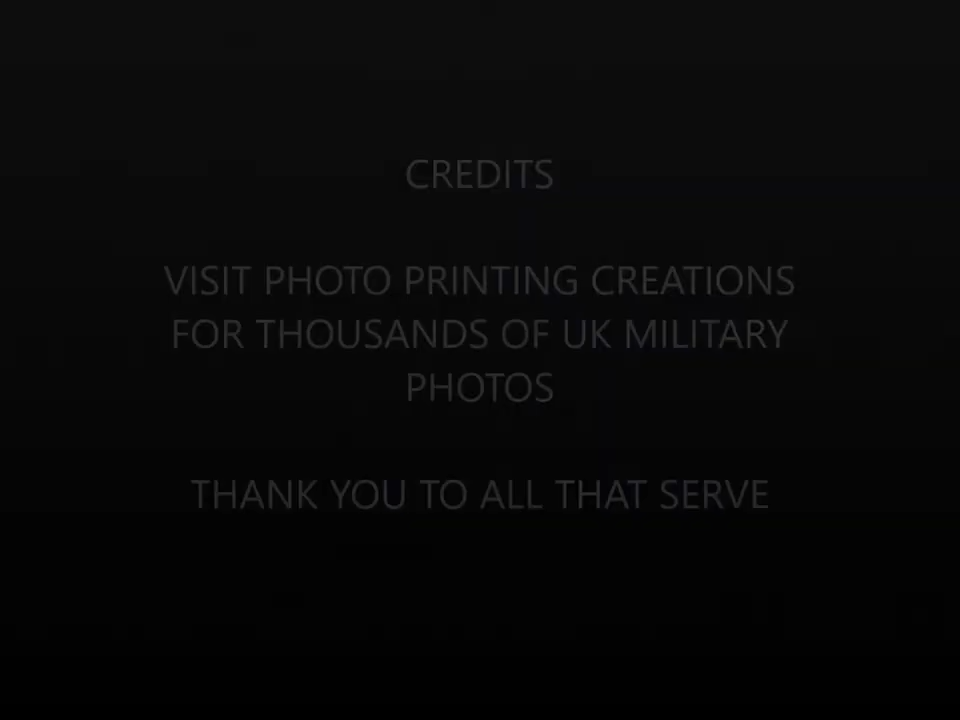 CREDITS
VISIT PHOTO PRINTING CREATIONS
FOR THOUSANDS OF UK MILITARY
PHOTOS
THANK YOU TO ALL THAT SERVE